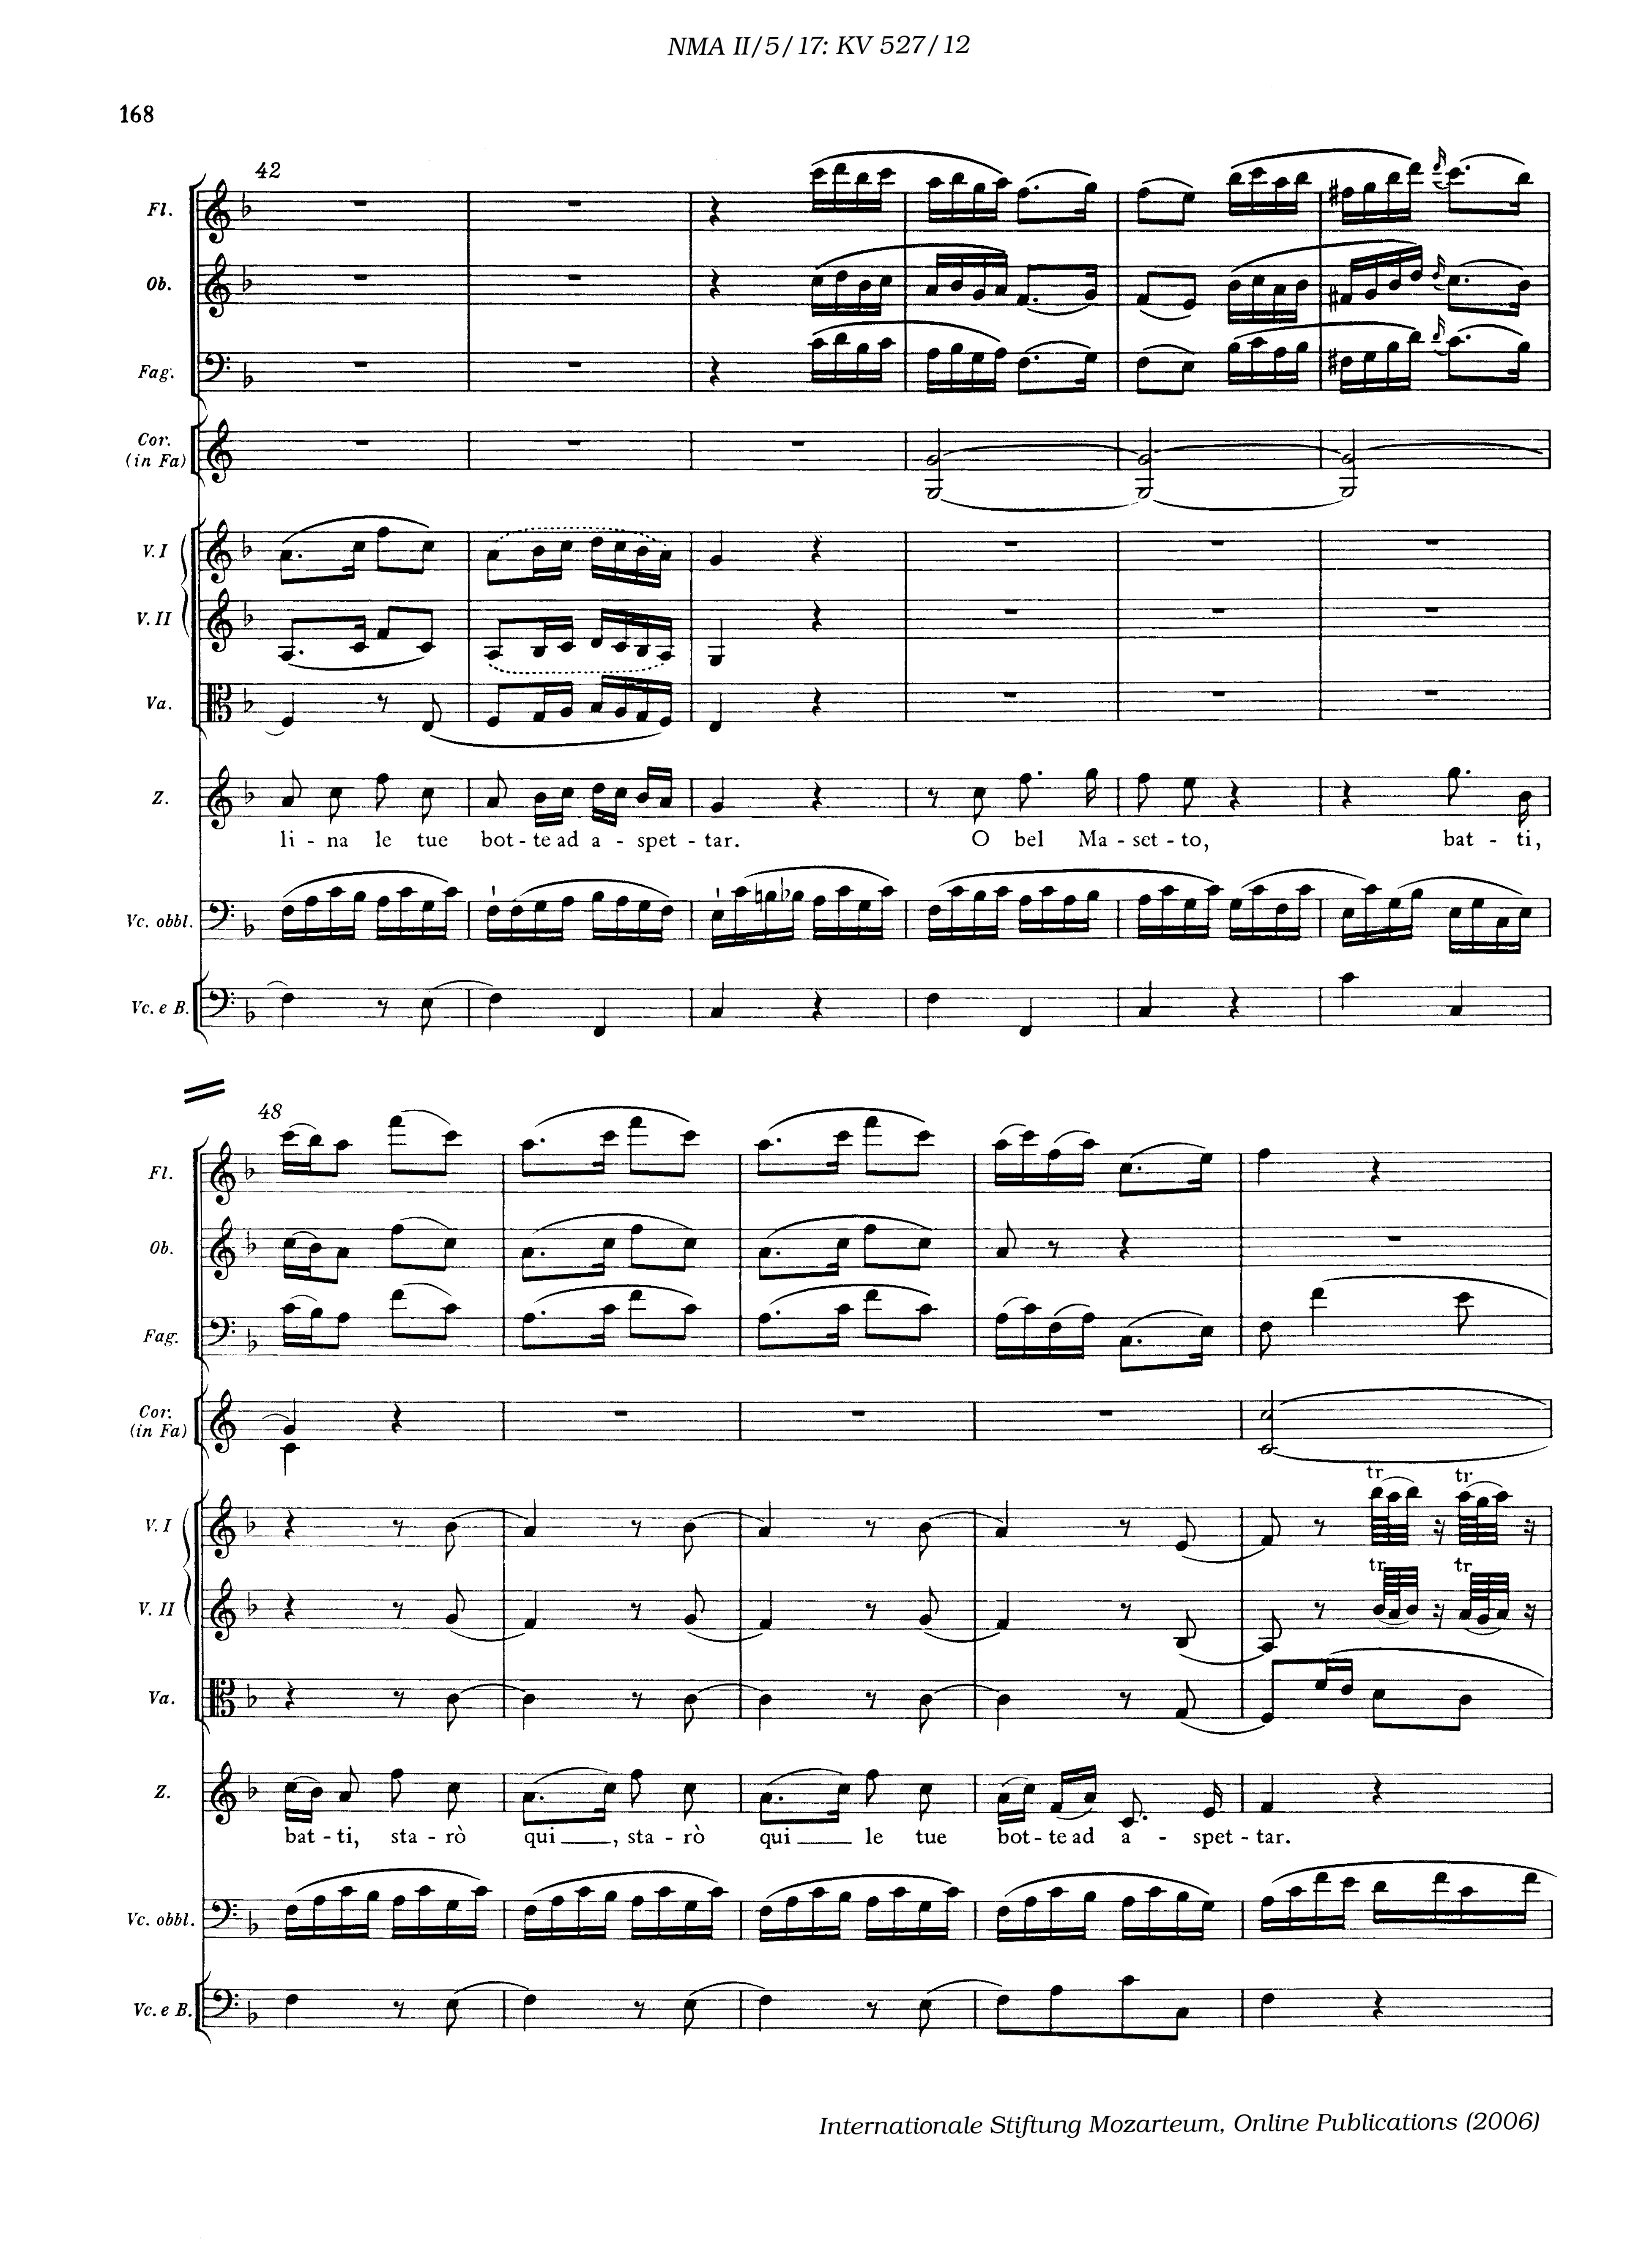 NMA II/5/17: KV 527/12
168
42
Fl.
Ob.
Fag.
Cor.
(in Fa)
V. I
V. II
Va.
Z.
li - na le tue bot - te ad a - spet - tar. O bel Ma - set - to, bat - ti,
Vc. obbl.
Vc. e B.
48
Fl.
Ob.
Fag.
Cor.
(in Fa)
tr tr
V. I
tr tr
V. II
Va.
Z.
bat - ti, sta - rò qui , sta - rò qui le tue bot - te ad a - spet - tar.
Vc. obbl.
Vc. e B.
Internationale Stiftung Mozarteum, Online Publications (2006)